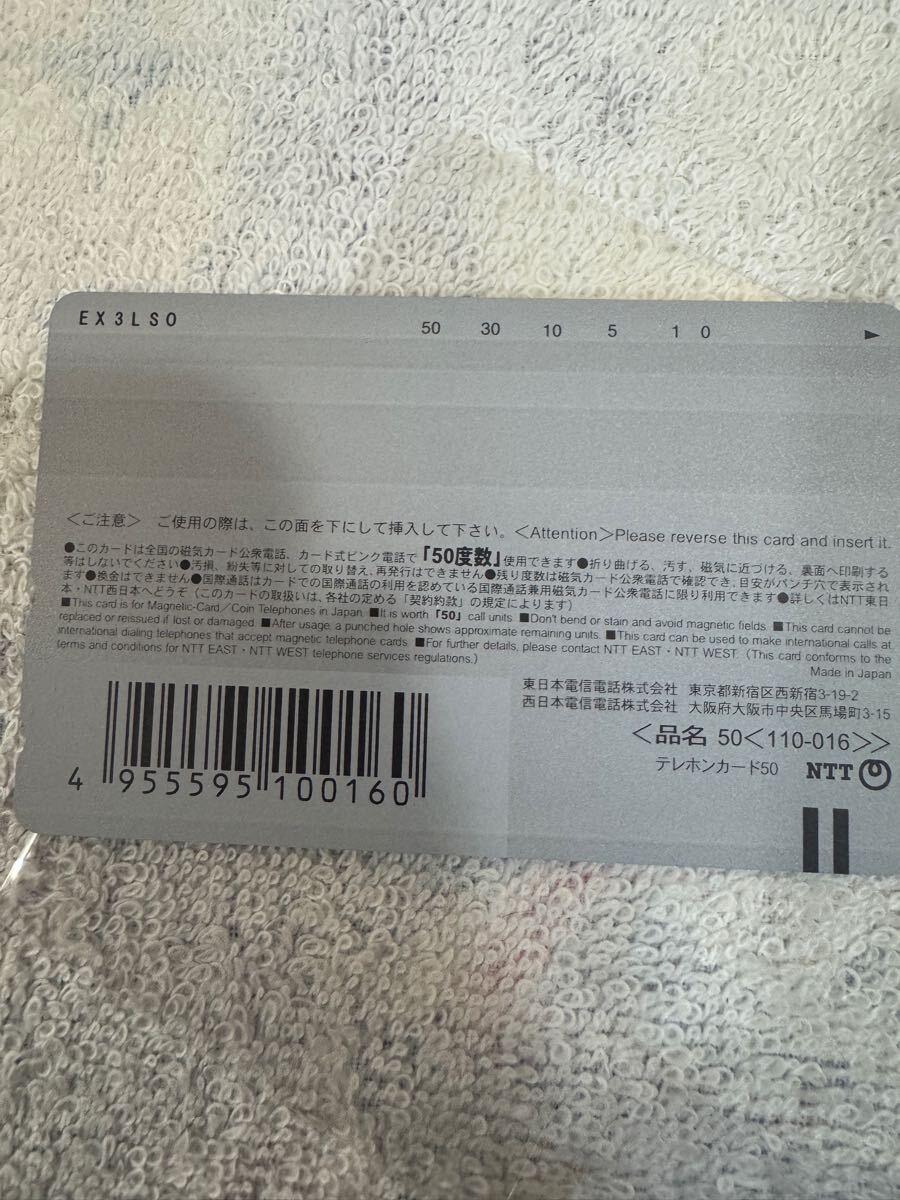 EX3LSO
50 30 10 5 1 0 ►
＜ご注意＞ ご使用の際は、この面を下にして挿入して下さい。＜Attention＞Please reverse this card and insert it.
●このカードは全国の磁気カード公衆電話、カード式ピンク電話で「50度数」使用できます●折り曲げる、汚す、磁気に近づける、裏面へ印刷する
等はしないでください●汚損、紛失等に対しての取り替え、再発行はできません●残り度数は磁気カード公衆電話で確認でき、目安がパンチ穴で表示され
ます●換金はできません●国際通話はカードでの国際通話の利用を認めている国際通話兼用磁気カード公衆電話に限り利用できます●詳しくはNTT東日
本・NTT西日本へどうぞ（このカードの取扱いは、各社の定める「契約約款」の規定によります）
■This card is for Magnetic-Card／Coin Telephones in Japan. ■It is worth「50」call units. ■Don't bend or stain and avoid magnetic fields. ■This card cannot be
replaced or reissued if lost or damaged. ■After usage, a punched hole shows approximate remaining units. ■This card can be used to make international calls at
international dialing telephones that accept magnetic telephone cards. ■For further details, please contact NTT EAST・NTT WEST.（This card conforms to the
terms and conditions for NTT EAST・NTT WEST telephone services regulations.）
Made in Japan
東日本電信電話株式会社 東京都新宿区西新宿3-19-2
西日本電信電話株式会社 大阪府大阪市中央区馬場町3-15
＜品名 50＜110-016＞＞
テレホンカード50 NTT
4 955595 100160